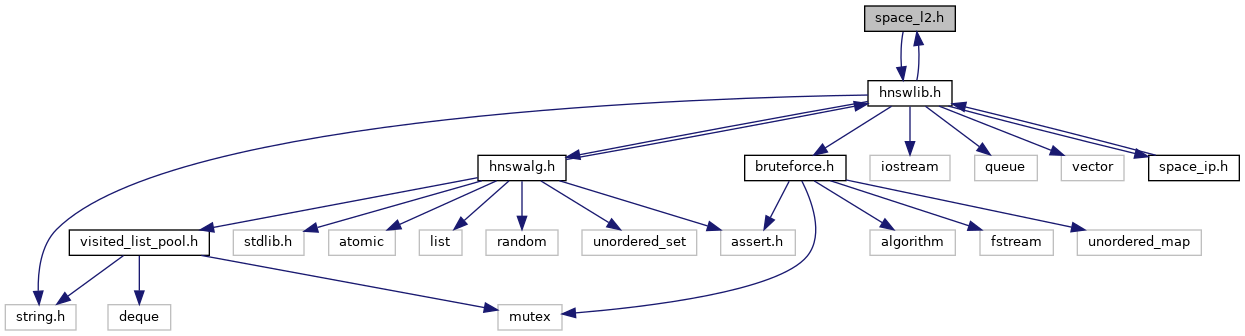 space_l2.h
hnswlib.h
hnswalg.h
bruteforce.h
iostream
queue
vector
space_ip.h
visited_list_pool.h
stdlib.h
atomic
list
random
unordered_set
assert.h
algorithm
fstream
unordered_map
string.h
deque
mutex